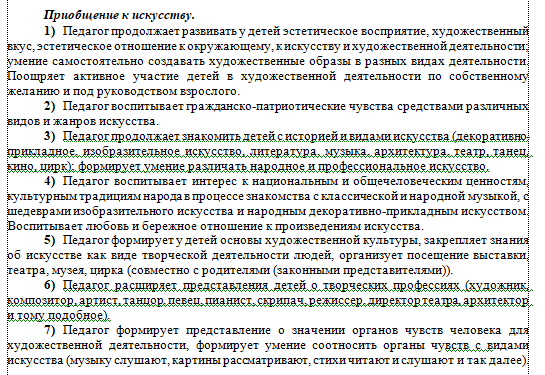 Приобщение к искусству.
1) Педагог продолжает развивать у детей эстетическое восприятие, художественный
вкус, эстетическое отношение к окружающему, к искусству и художественной деятельности;
умение самостоятельно создавать художественные образы в разных видах деятельности.
Поощряет активное участие детей в художественной деятельности по собственному
желанию и под руководством взрослого.
2) Педагог воспитывает гражданско-патриотические чувства средствами различных
видов и жанров искусства.
3) Педагог продолжает знакомить детей с историей и видами искусства (декоративно-
прикладное, изобразительное искусство, литература, музыка, архитектура, театр, танец,
кино, цирк); формирует умение различать народное и профессиональное искусство.
4) Педагог воспитывает интерес к национальным и общечеловеческим ценностям,
культурным традициям народа в процессе знакомства с классической и народной музыкой, с
шедеврами изобразительного искусства и народным декоративно-прикладным искусством.
Воспитывает любовь и бережное отношение к произведениям искусства.
5) Педагог формирует у детей основы художественной культуры, закрепляет знания
об искусстве как виде творческой деятельности людей, организует посещение выставки,
театра, музея, цирка (совместно с родителями (законными представителями)).
6) Педагог расширяет представления детей о творческих профессиях (художник,
композитор, артист, танцор, певец, пианист, скрипач, режиссер, директор театра, архитектор
и тому подобное).
7) Педагог формирует представление о значении органов чувств человека для
художественной деятельности, формирует умение соотносить органы чувств с видами
искусства (музыку слушают, картины рассматривают, стихи читают и слушают и так далее).